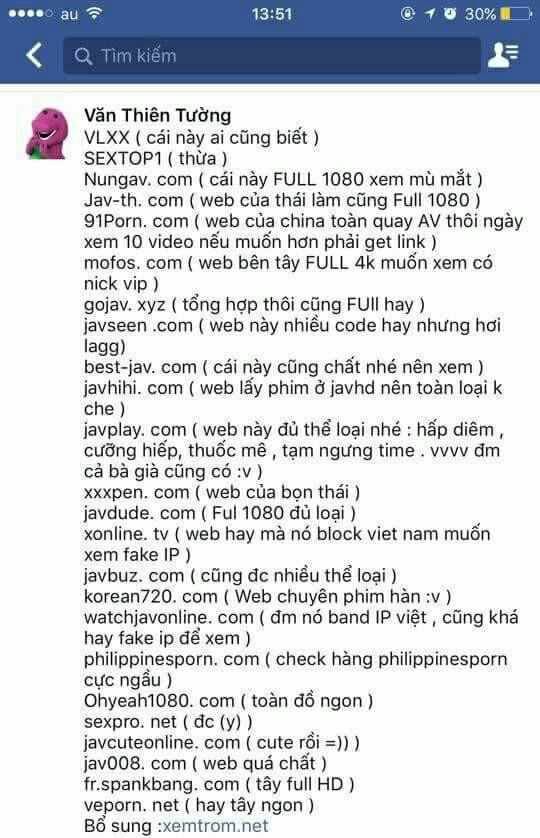 au 13:51 30%
Tìm kiếm
Văn Thiên Tường
VLXX ( cái này ai cũng biết )
SEXTOP1 ( thừa )
Nungav. com ( cái này FULL 1080 xem mù mắt )
Jav-th. com ( web của thái làm cũng Full 1080 )
91Porn. com ( web của china toàn quay AV thôi ngày
xem 10 video nếu muốn hơn phải get link )
mofos. com ( web bên tây FULL 4k muốn xem có
nick vip )
gojav. xyz ( tổng hợp thôi cũng FUll hay )
javseen .com ( web này nhiều code hay nhưng hơi
lagg)
best-jav. com ( cái này cũng chất nhé nên xem )
javhihi. com ( web lấy phim ở javhd nên toàn loại k
che )
javplay. com ( web này đủ thể loại nhé : hấp diêm ,
cưỡng hiếp, thuốc mê , tạm ngưng time . vvvv đm
cả bà già cũng có :v )
xxxpen. com ( web của bọn thái )
javdude. com ( Ful 1080 đủ loại )
xonline. tv ( web hay mà nó block viet nam muốn
xem fake IP )
javbuz. com ( cũng đc nhiều thể loại )
korean720. com ( Web chuyên phim hàn :v )
watchjavonline. com ( đm nó band IP việt , cũng khá
hay fake ip để xem )
philippinesporn. com ( check hàng philippinesporn
cực ngầu )
Ohyeah1080. com ( toàn đồ ngon )
sexpro. net ( đc (y) )
javcuteonline. com ( cute rồi =)) )
jav008. com ( web quá chất )
fr.spankbang. com ( tây full HD )
veporn. net ( hay tây ngon )
Bổ sung :xemtrom.net